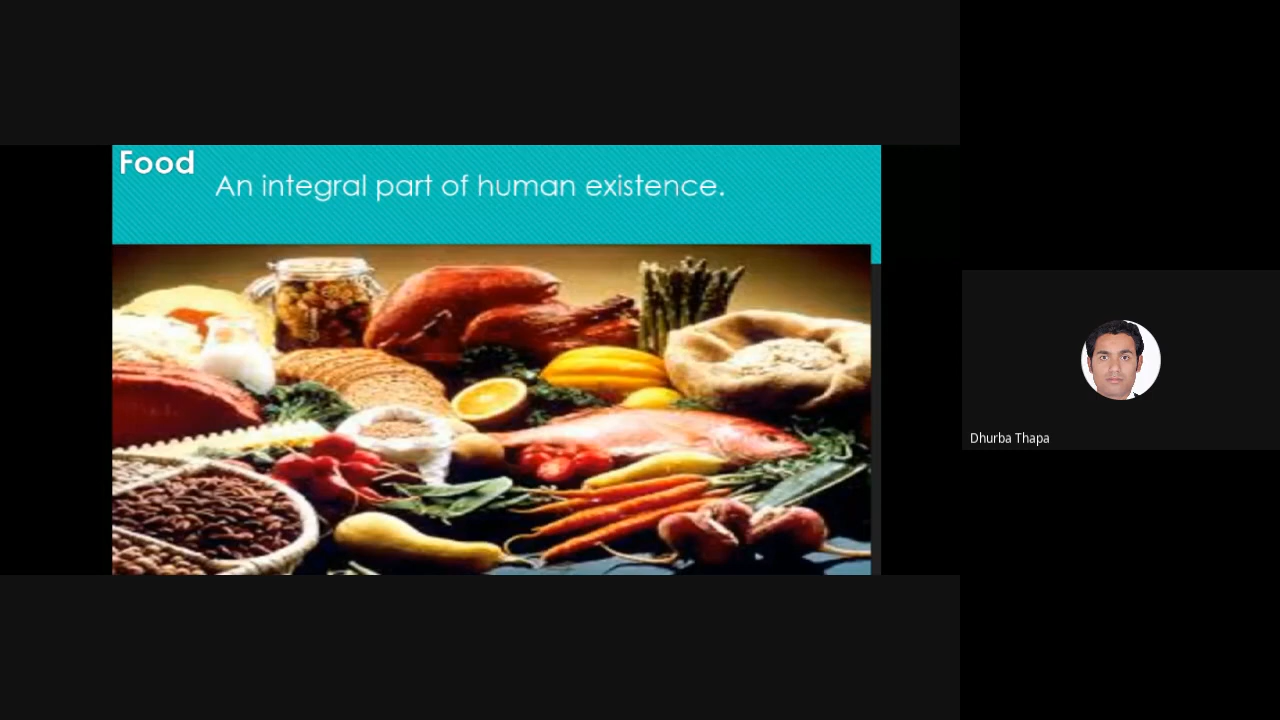 Food
An integral part of human existence.
Dhurba Thapa